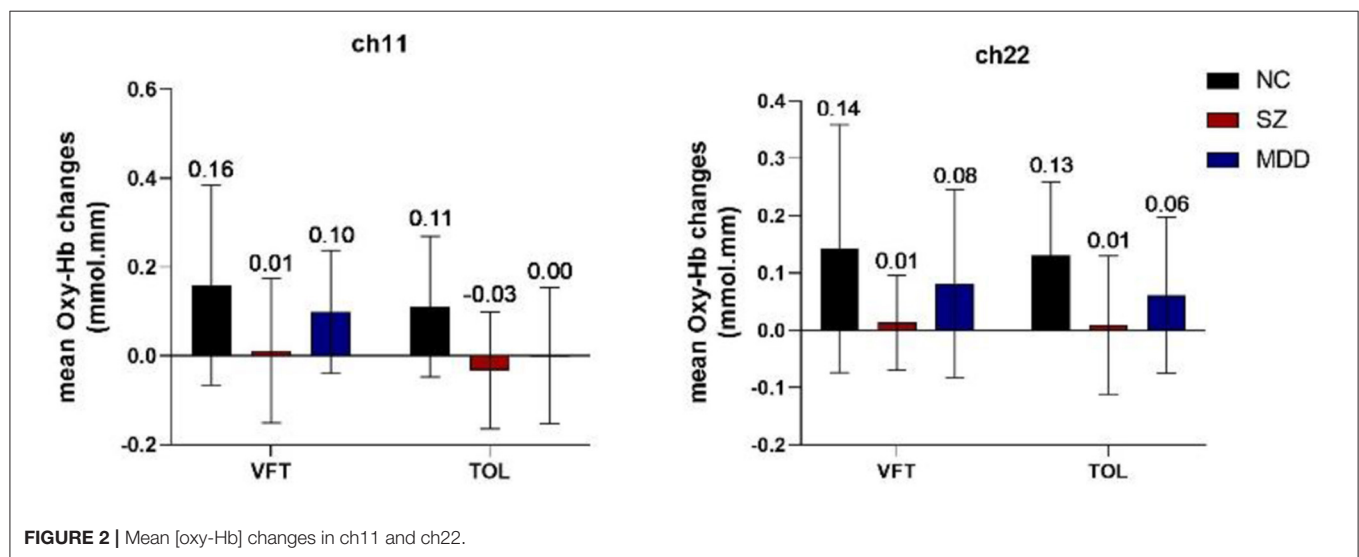 ch11
mean Oxy-Hb changes
(mmol.mm)
0.6
0.4
0.2
0.0
-0.2
0.16
0.01
0.10
0.11
-0.03
0.00
VFT
TOL
ch22
mean Oxy-Hb changes
(mmol.mm)
0.4
0.3
0.2
0.1
0.0
-0.1
-0.2
0.14
0.01
0.08
0.13
0.01
0.06
VFT
TOL
NC
SZ
MDD
FIGURE 2 | Mean [oxy-Hb] changes in ch11 and ch22.